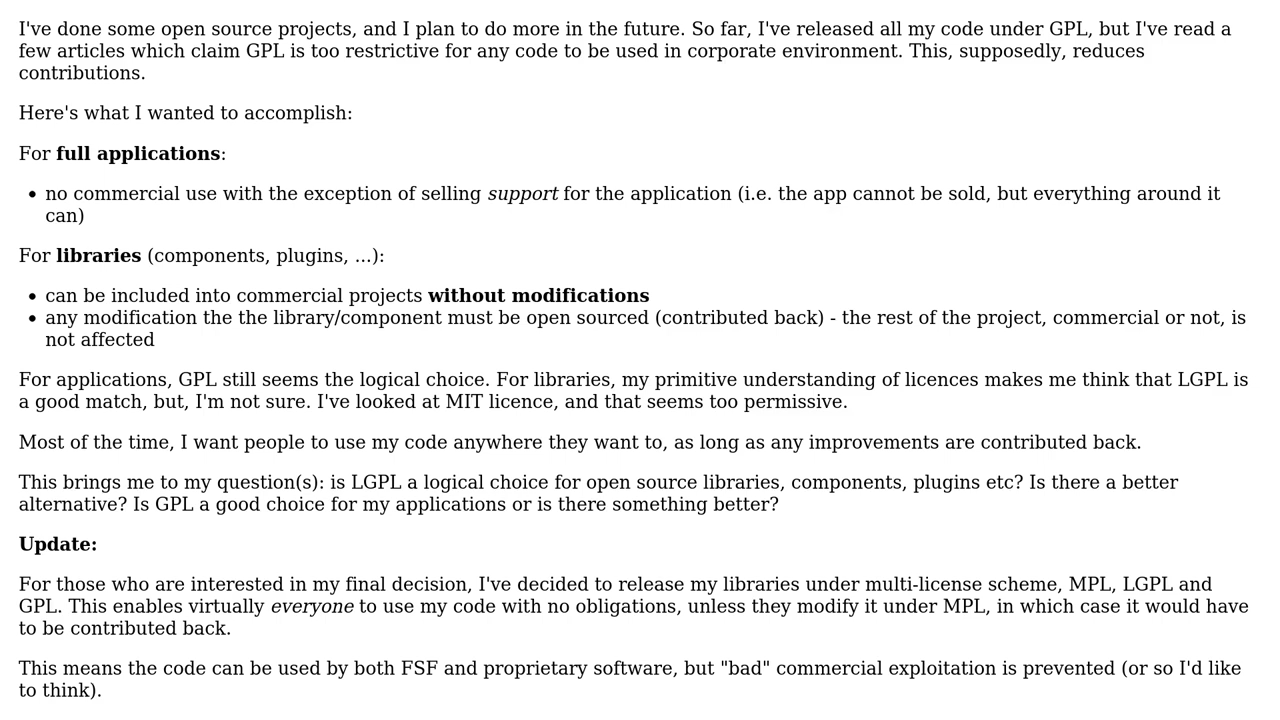 I've done some open source projects, and I plan to do more in the future. So far, I've released all my code under GPL, but I've read a
few articles which claim GPL is too restrictive for any code to be used in corporate environment. This, supposedly, reduces
contributions.
Here's what I wanted to accomplish:
For full applications:
• no commercial use with the exception of selling support for the application (i.e. the app cannot be sold, but everything around it
can)
For libraries (components, plugins, ...):
• can be included into commercial projects without modifications
• any modification the the library/component must be open sourced (contributed back) - the rest of the project, commercial or not, is
not affected
For applications, GPL still seems the logical choice. For libraries, my primitive understanding of licences makes me think that LGPL is
a good match, but, I'm not sure. I've looked at MIT licence, and that seems too permissive.
Most of the time, I want people to use my code anywhere they want to, as long as any improvements are contributed back.
This brings me to my question(s): is LGPL a logical choice for open source libraries, components, plugins etc? Is there a better
alternative? Is GPL a good choice for my applications or is there something better?
Update:
For those who are interested in my final decision, I've decided to release my libraries under multi-license scheme, MPL, LGPL and
GPL. This enables virtually everyone to use my code with no obligations, unless they modify it under MPL, in which case it would have
to be contributed back.
This means the code can be used by both FSF and proprietary software, but "bad" commercial exploitation is prevented (or so I'd like
to think).